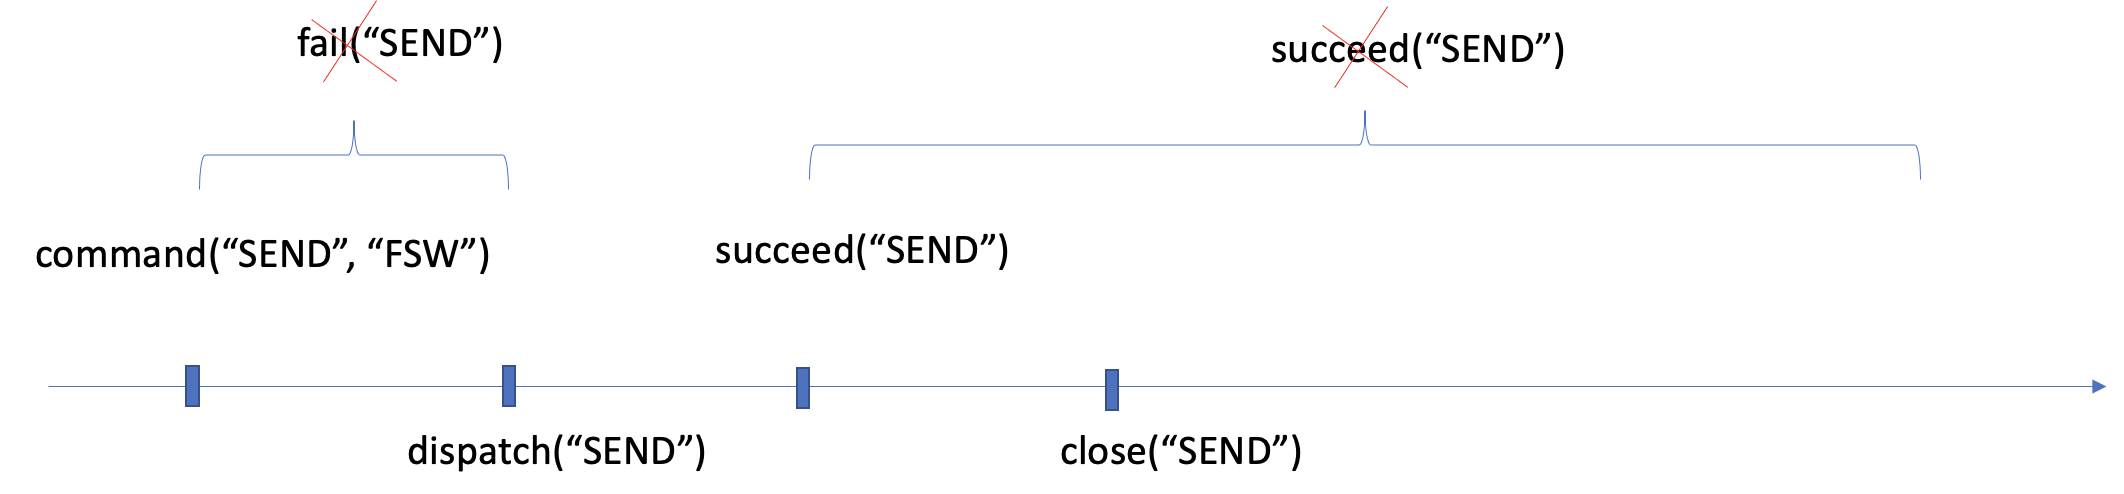 fail(“SEND”)
succeed(“SEND”)
command(“SEND”, “FSW”)
succeed(“SEND”)
dispatch(“SEND”)
close(“SEND”)